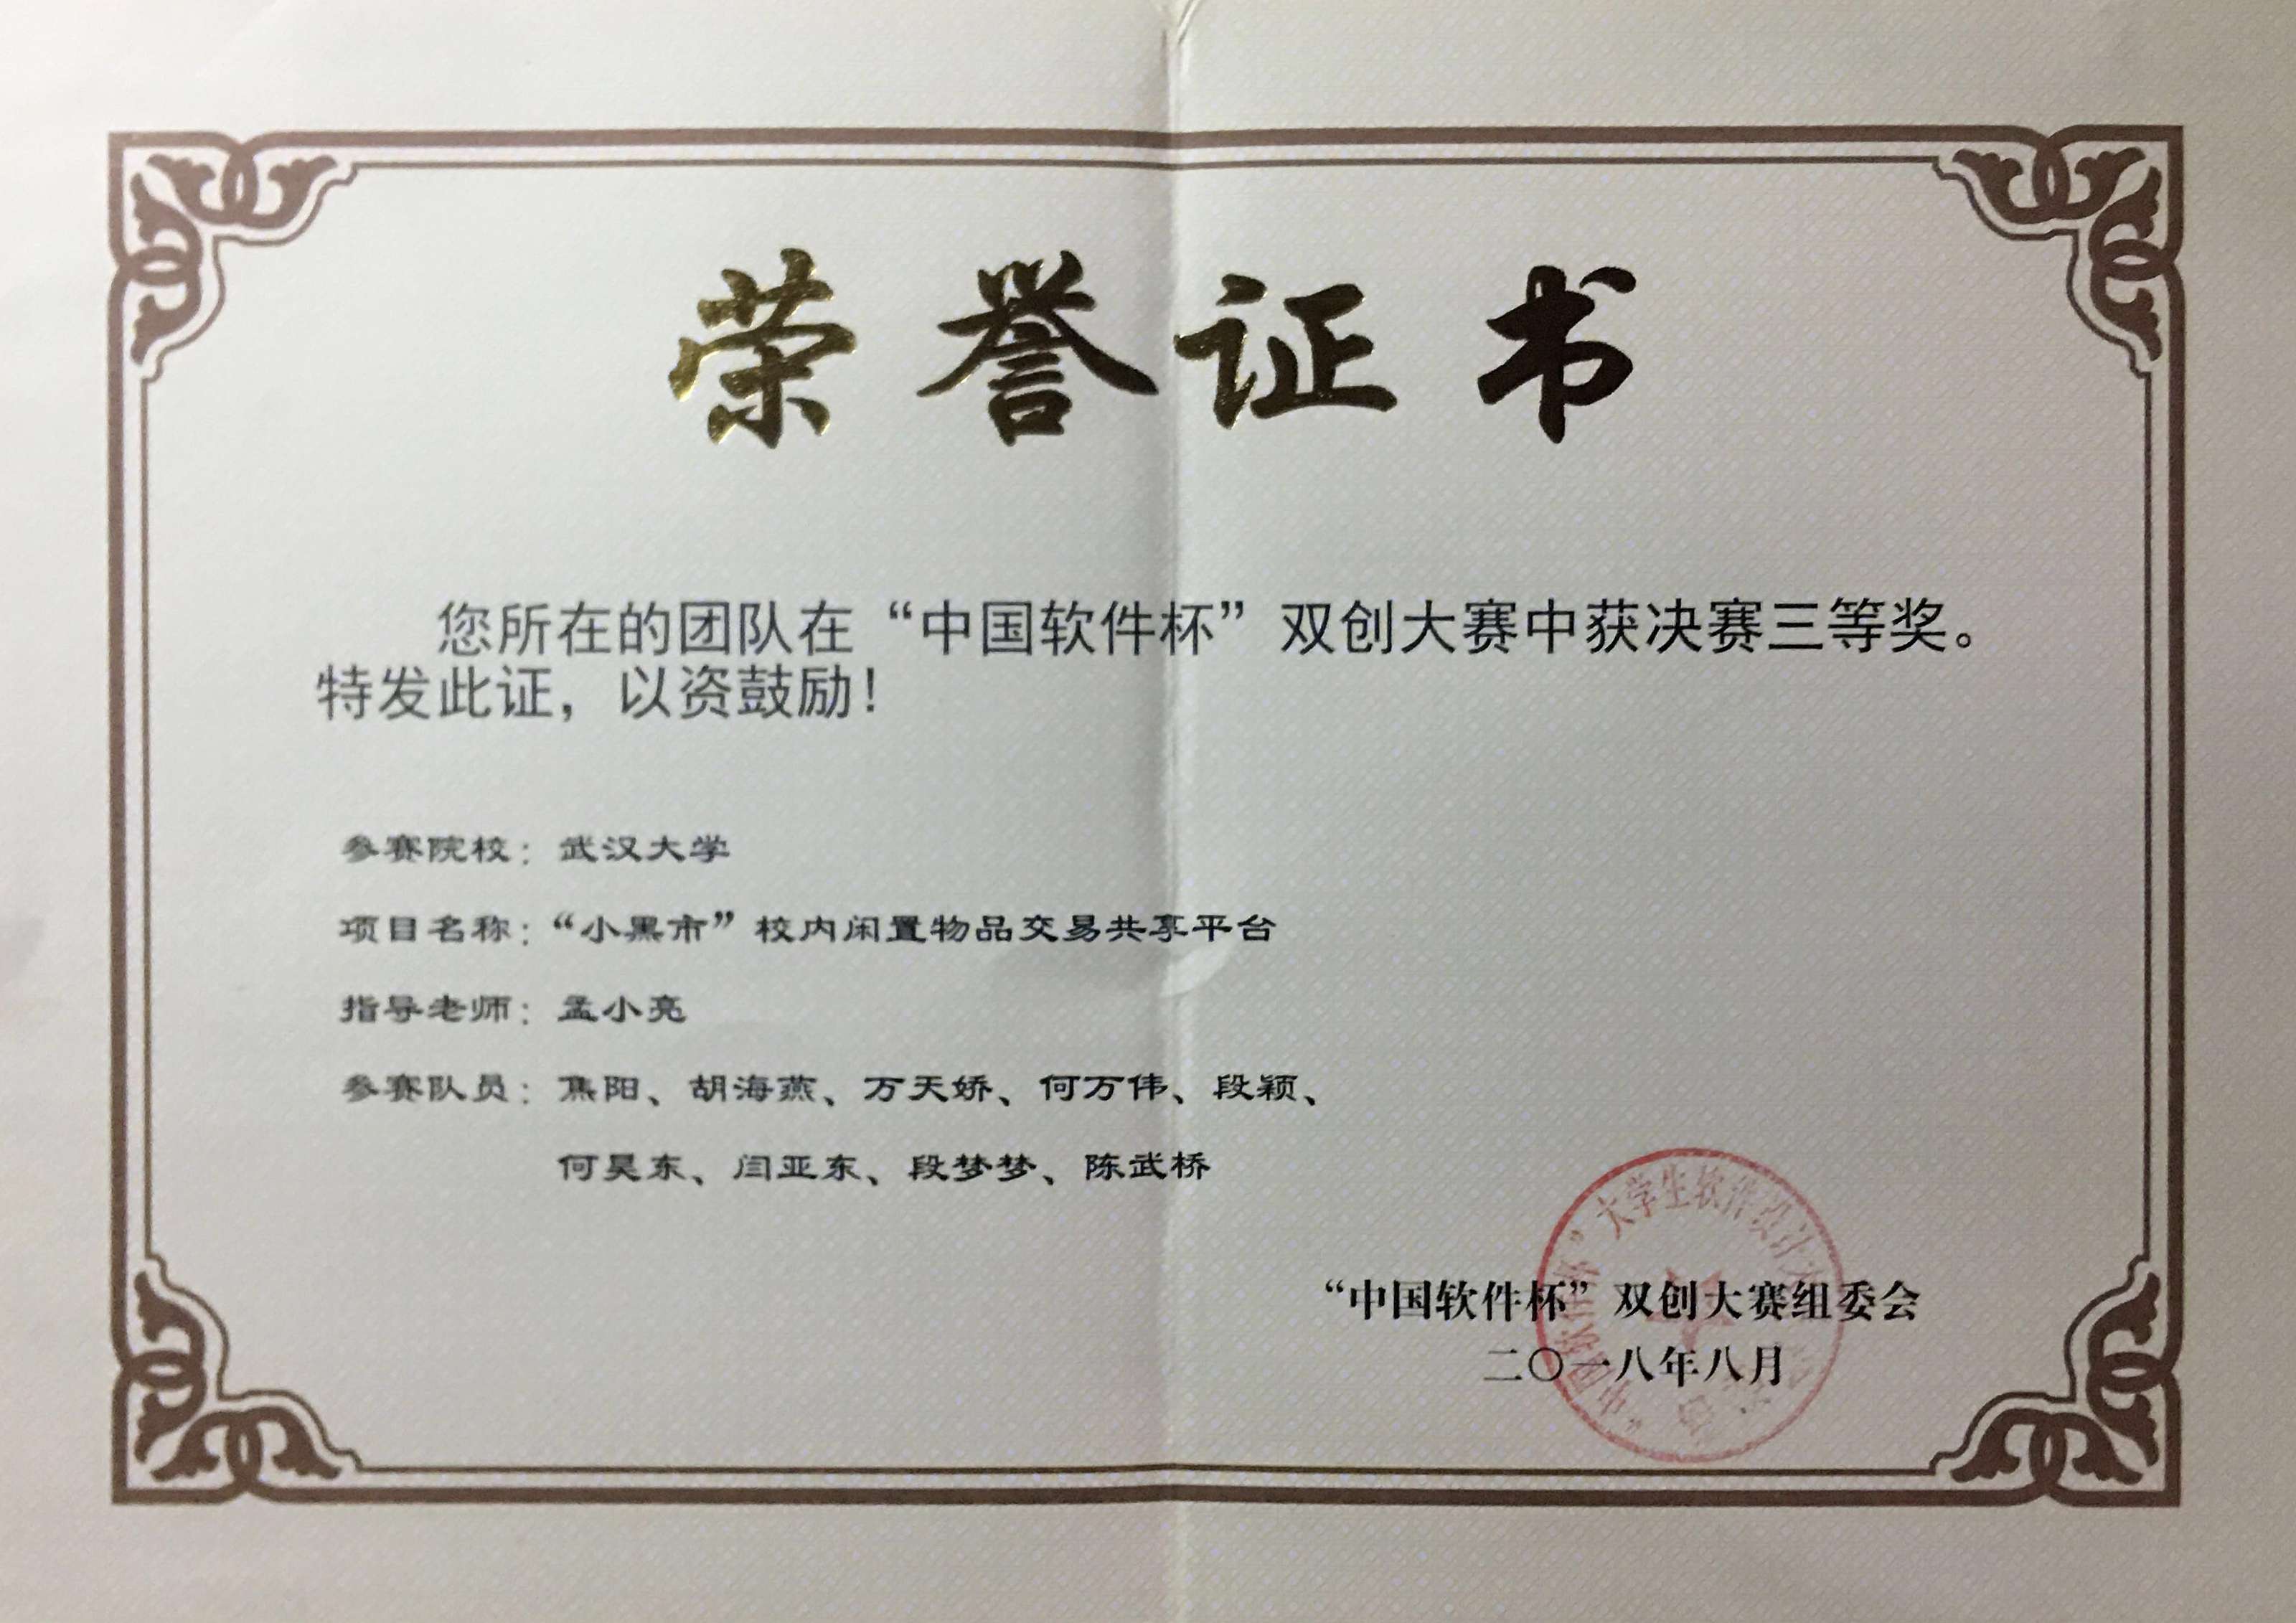 荣誉证书
您所在的团队在“中国软件杯”双创大赛中获决赛三等奖。
特发此证，以资鼓励！
参赛院校：武汉大学
项目名称：“小黑市”校内闲置物品交易共享平台
指导老师：孟小亮
参赛队员：焦阳、胡海燕、万天娇、何万伟、段颖、
何昊东、闫亚东、段梦梦、陈武桥
“中国软件杯”双创大赛组委会
二〇一八年八月
“中国软件杯”大学生软件设计大